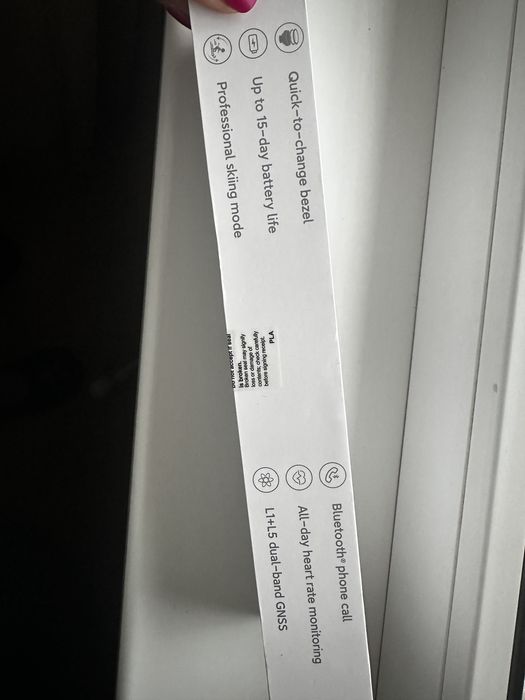 Quick-to-change bezel
Up to 15-day battery life
Professional skiing mode
Bluetooth® phone call
All-day heart rate monitoring
L1+L5 dual-band GNSS